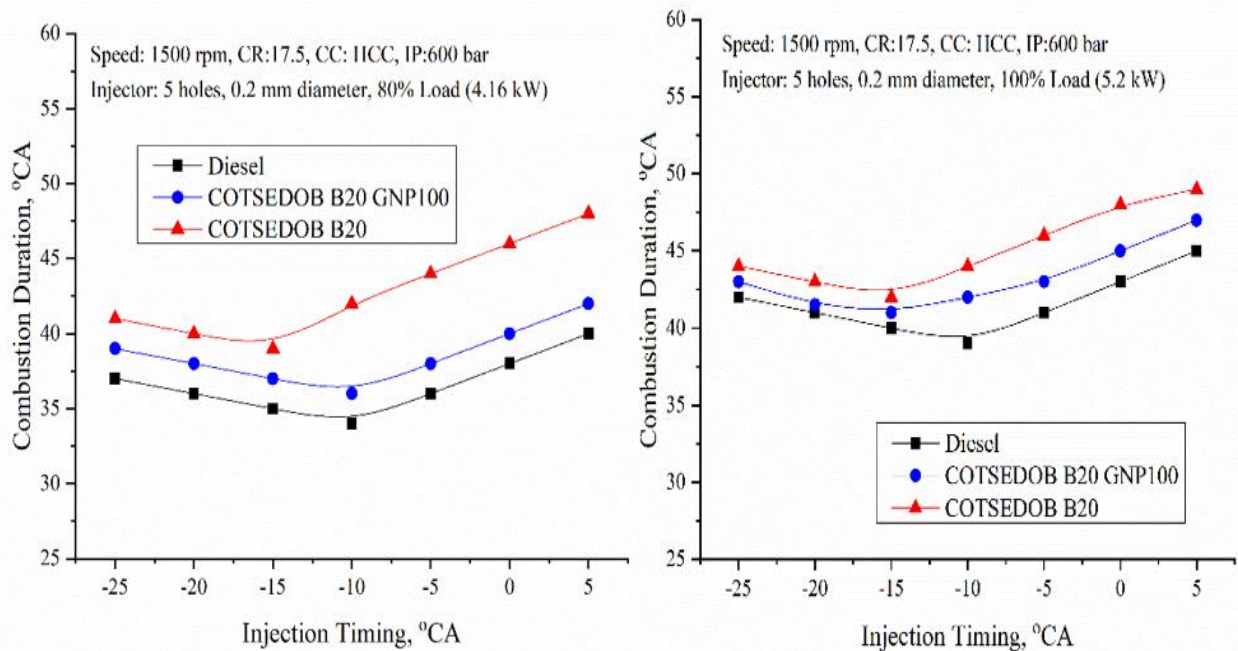 Speed: 1500 rpm, CR:17.5, CC: HCC, IP:600 bar
Injector: 5 holes, 0.2 mm diameter, 80% Load (4.16 kW)
Diesel
COTSEDOB B20 GNP100
COTSEDOB B20
Combustion Duration, °CA
60
55
50
45
40
35
30
25
-25 -20 -15 -10 -5 0 5
Injection Timing, °CA
Speed: 1500 rpm, CR:17.5, CC: HCC, IP:600 bar
Injector: 5 holes, 0.2 mm diameter, 100% Load (5.2 kW)
Diesel
COTSEDOB B20 GNP100
COTSEDOB B20
Combustion Duration, °CA
60
55
50
45
40
35
30
25
-25 -20 -15 -10 -5 0 5
Injection Timing, °CA